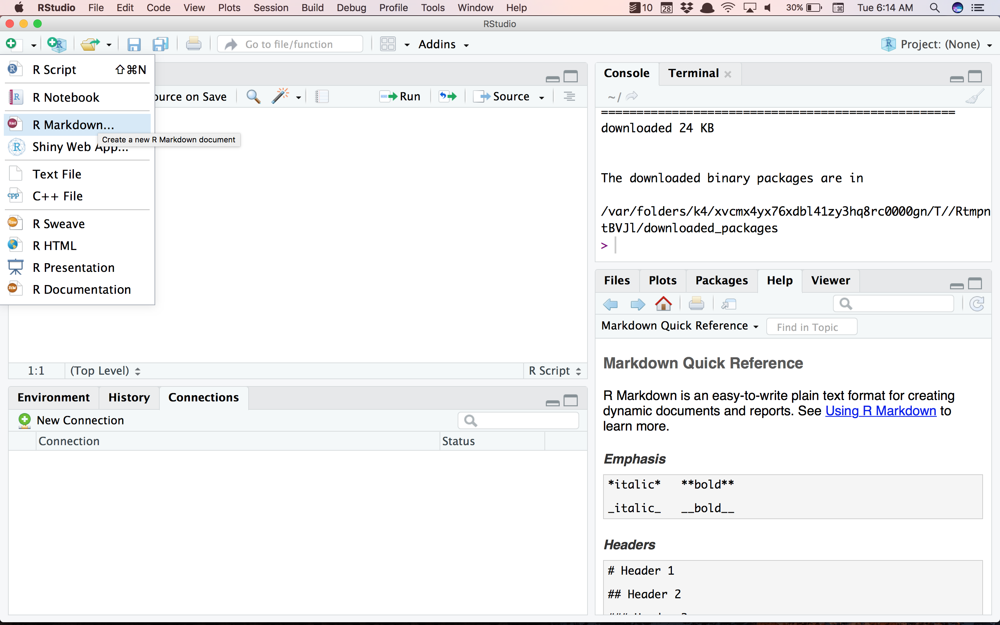 RStudio File Edit Code View Plots Session Build Debug Profile Tools Window Help 10 28 30% Tue 6:14 AM
RStudio
R Go to file/function Addins R Project: (None)
R R Script ⇧⌘N
R R Notebook
Rmd R Markdown...
Create a new R Markdown document
R Shiny Web App...
Text File
cpp C++ File
Rsw R Sweave
R HTML
R Presentation
R Documentation
ource on Save Run Source
1:1 (Top Level) R Script
Environment History Connections
New Connection
Connection Status
Console Terminal
~/
==================================================
downloaded 24 KB
The downloaded binary packages are in
/var/folders/k4/xvcmx4yx76xdbl41zy3hq8rc0000gn/T//Rtmpn
tBVJl/downloaded_packages
>
Files Plots Packages Help Viewer
Markdown Quick Reference Find in Topic
Markdown Quick Reference
R Markdown is an easy-to-write plain text format for creating
dynamic documents and reports. See Using R Markdown to
learn more.
Emphasis
*italic* **bold**
_italic_ __bold__
Headers
# Header 1
## Header 2